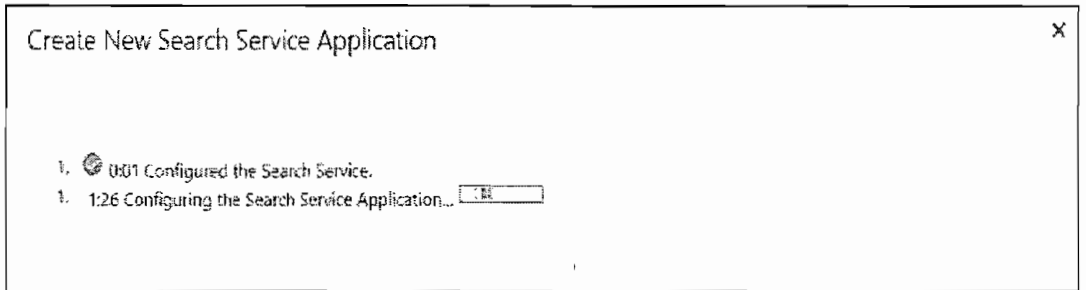 Create New Search Service Application
1. 0:01 Configured the Search Service.
1. 1:26 Configuring the Search Service Application...